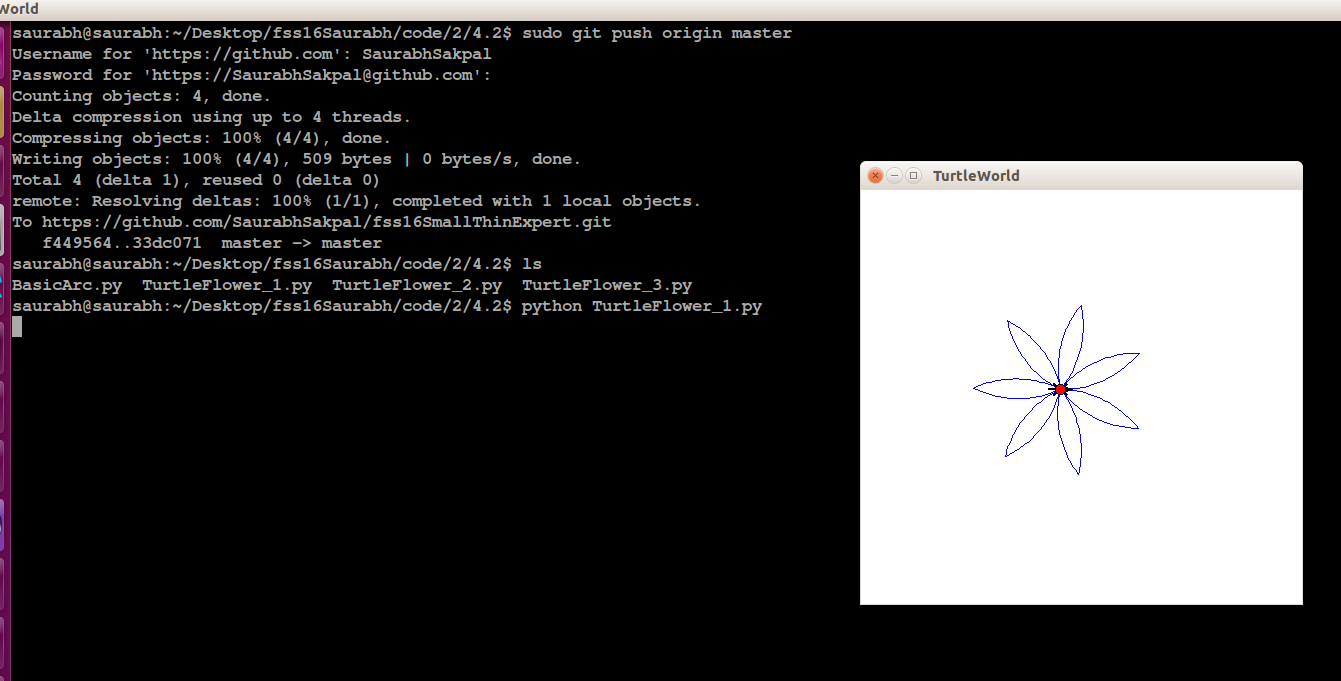 World
saurabh@saurabh:~/Desktop/fss16Saurabh/code/2/4.2$ sudo git push origin master
Username for 'https://github.com': SaurabhSakpal
Password for 'https://SaurabhSakpal@github.com':
Counting objects: 4, done.
Delta compression using up to 4 threads.
Compressing objects: 100% (4/4), done.
Writing objects: 100% (4/4), 509 bytes | 0 bytes/s, done.
Total 4 (delta 1), reused 0 (delta 0)
remote: Resolving deltas: 100% (1/1), completed with 1 local objects.
To https://github.com/SaurabhSakpal/fss16SmallThinExpert.git
   f449564..33dc071  master -> master
saurabh@saurabh:~/Desktop/fss16Saurabh/code/2/4.2$ ls
BasicArc.py  TurtleFlower_1.py  TurtleFlower_2.py  TurtleFlower_3.py
saurabh@saurabh:~/Desktop/fss16Saurabh/code/2/4.2$ python TurtleFlower_1.py
TurtleWorld